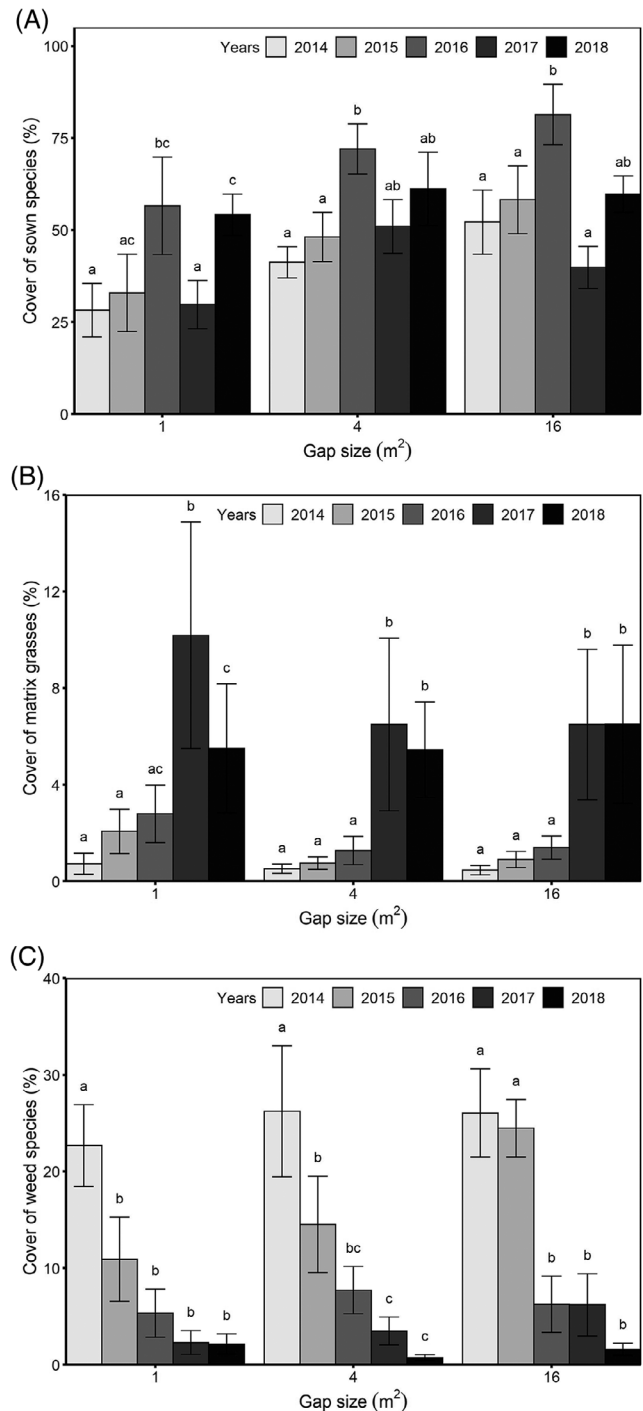 (A)
Years 2014 2015 2016 2017 2018
Cover of sown species (%)
100
75
50
25
0
a ac bc a c
a a b ab ab
a a b a ab
1 4 16
Gap size (m²)
(B)
Years 2014 2015 2016 2017 2018
Cover of matrix grasses (%)
16
12
8
4
0
a a ac b c
a a a b b
a a a b b
1 4 16
Gap size (m²)
(C)
Years 2014 2015 2016 2017 2018
Cover of weed species (%)
40
30
20
10
0
a b b b b
a b bc c c
a a b b b
1 4 16
Gap size (m²)